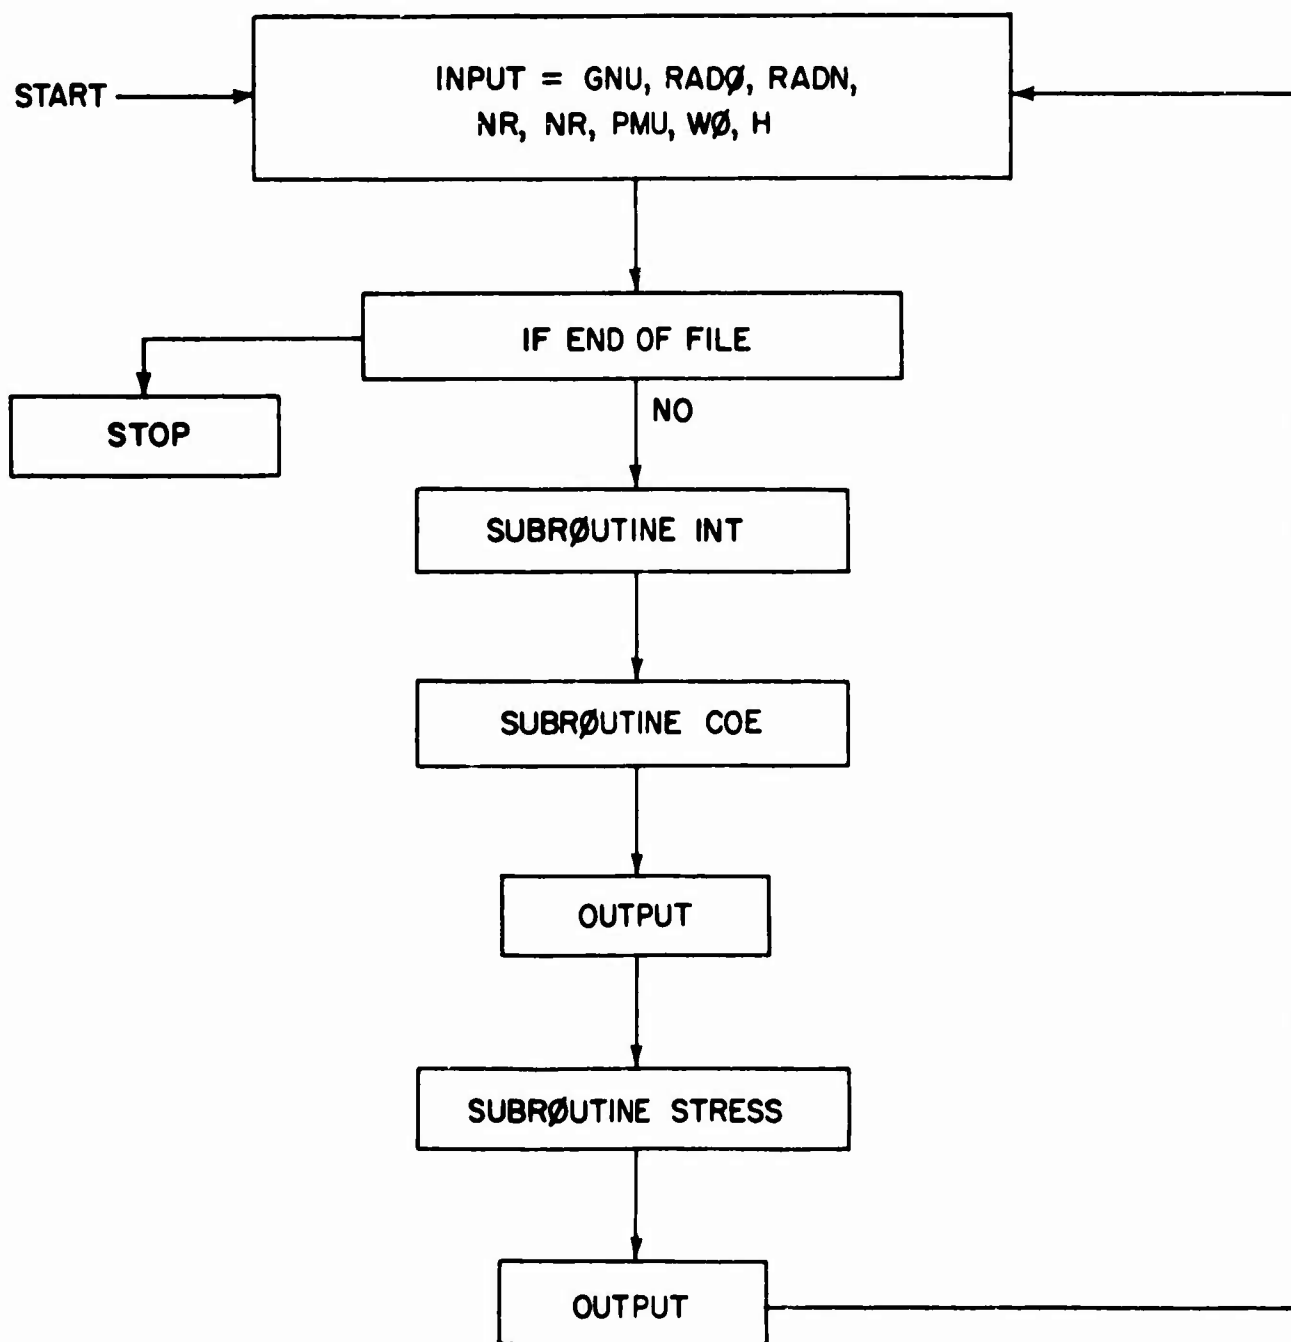 INPUT = GNU, RADØ, RADN,
START
NR, NR, PMU, WØ, H
IF END OF FILE
NO
STOP
SUBRØUTINE INT
SUBRØUTINE COE
OUTPUT
SUBRØUTINE STRESS
OUTPUT